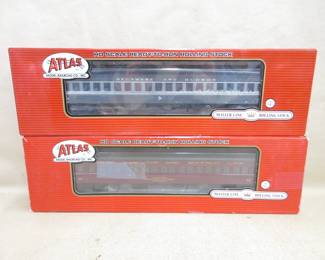 ATLAS
MODEL RAILROAD CO., INC.
HO SCALE READY-TO-RUN ROLLING STOCK
DELAWARE & HUDSON
MASTER LINE ROLLING STOCK
ATLAS
MODEL RAILROAD CO., INC.
HO SCALE READY-TO-RUN ROLLING STOCK
MASTER LINE ROLLING STOCK